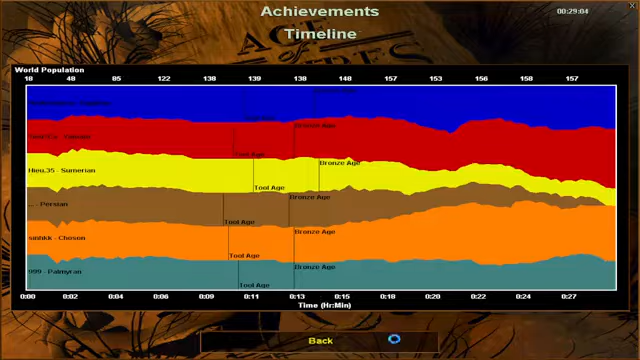 Achievements
00:29:04
Timeline
World Population
18 48 85 122 138 139 138 148 157 153 156 158 157
Bronze Age
Bronze Age
Tool Age
Bronze Age
Hieu,35 - Sumerian
Tool Age
Bronze Age
... - Persian
Tool Age
Bronze Age
sinhkk - Choson
Tool Age
Bronze Age
999 - Palmyran
Tool Age
0:00 0:02 0:04 0:06 0:09 0:11 0:13 0:15 0:18 0:20 0:22 0:24 0:27
Time (Hr:Min)
Back